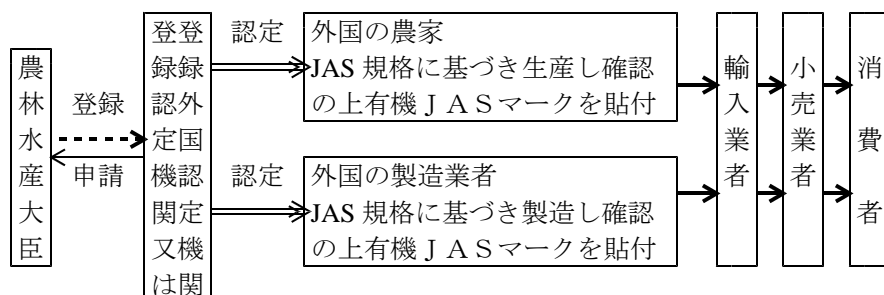 農林水産大臣
登録
申請
登録認定機関又は
登録外国認定機関
認定
外国の農家
JAS 規格に基づき生産し確認
の上有機ＪＡＳマークを貼付
認定
外国の製造業者
JAS 規格に基づき製造し確認
の上有機ＪＡＳマークを貼付
輸入業者
小売業者
消費者